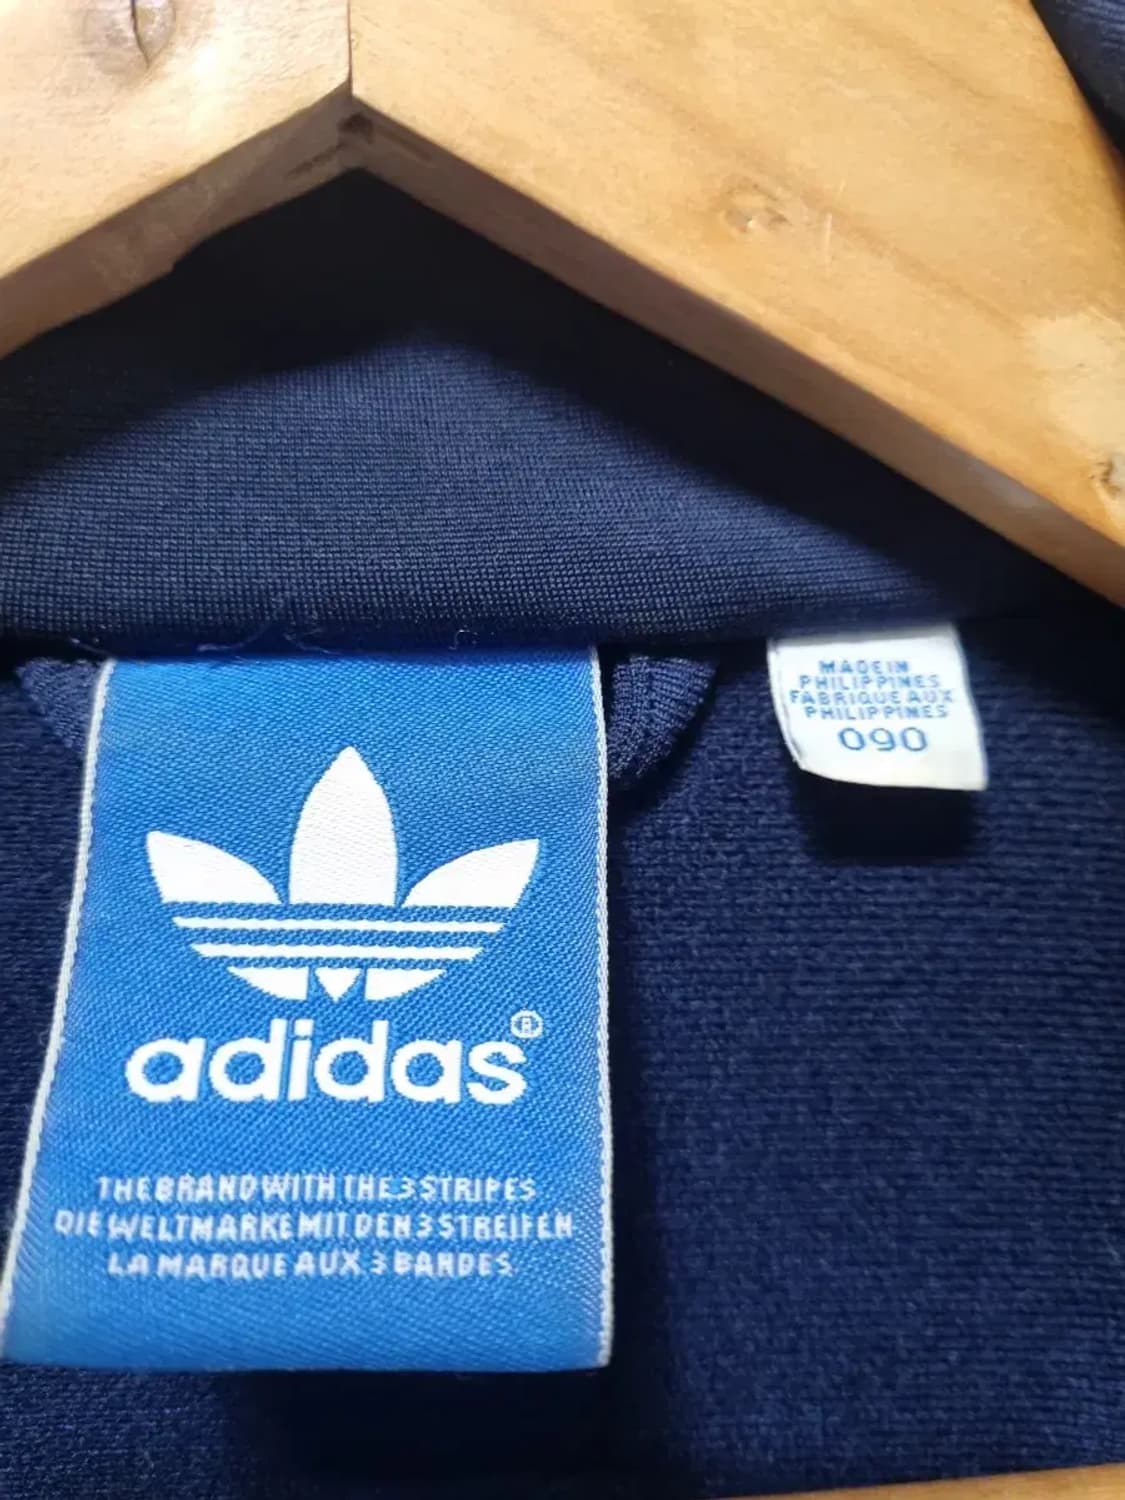 adidas®
THE BRAND WITH THE 3 STRIPES
DIE WELTMARKE MIT DEN 3 STREIFEN
LA MARQUE AUX 3 BANDES
MADE IN
PHILIPPINES
FABRIQUE AUX
PHILIPPINES
090